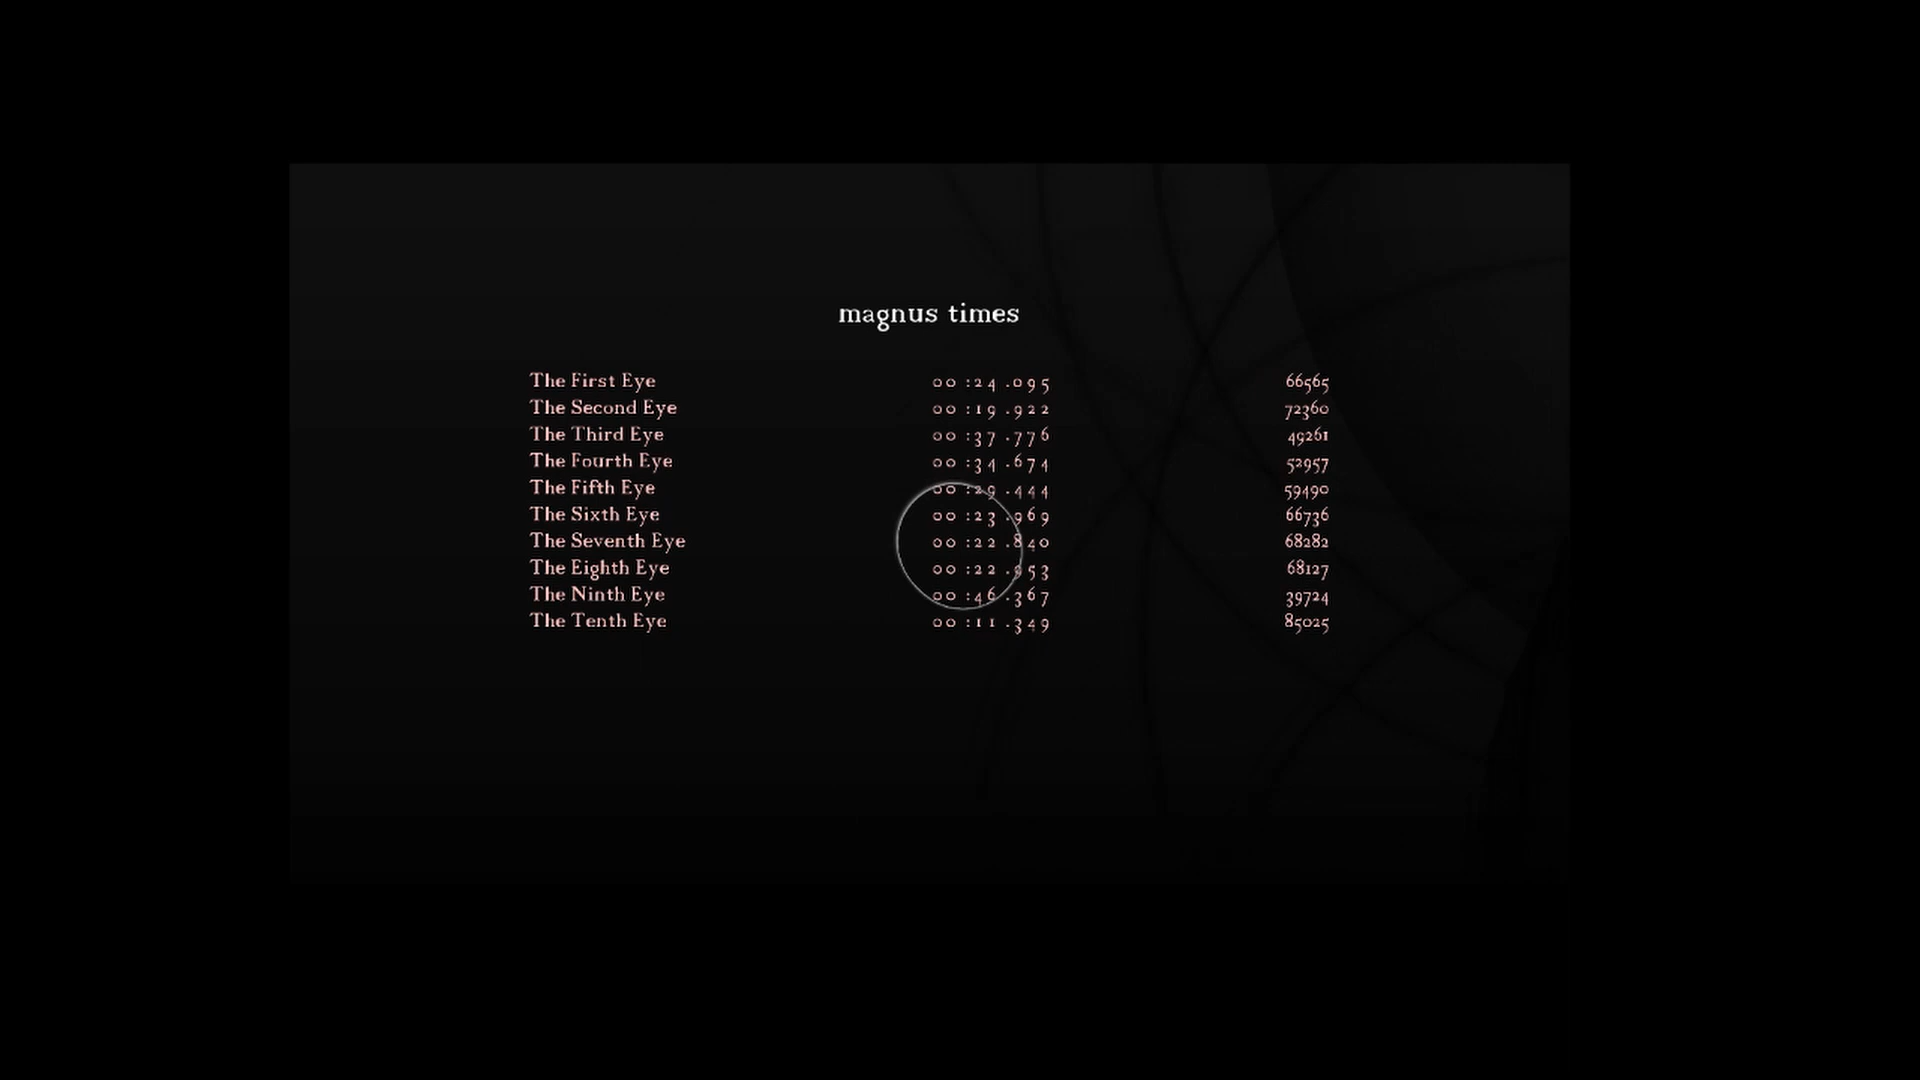 magnus times
The First Eye 00:24.095 66565
The Second Eye 00:19.922 72360
The Third Eye 00:37.776 49261
The Fourth Eye 00:34.674 52957
The Fifth Eye 00:29.444 59490
The Sixth Eye 00:23.969 66736
The Seventh Eye 00:22.840 68282
The Eighth Eye 00:22.953 68127
The Ninth Eye 00:46.367 39724
The Tenth Eye 00:11.349 85025